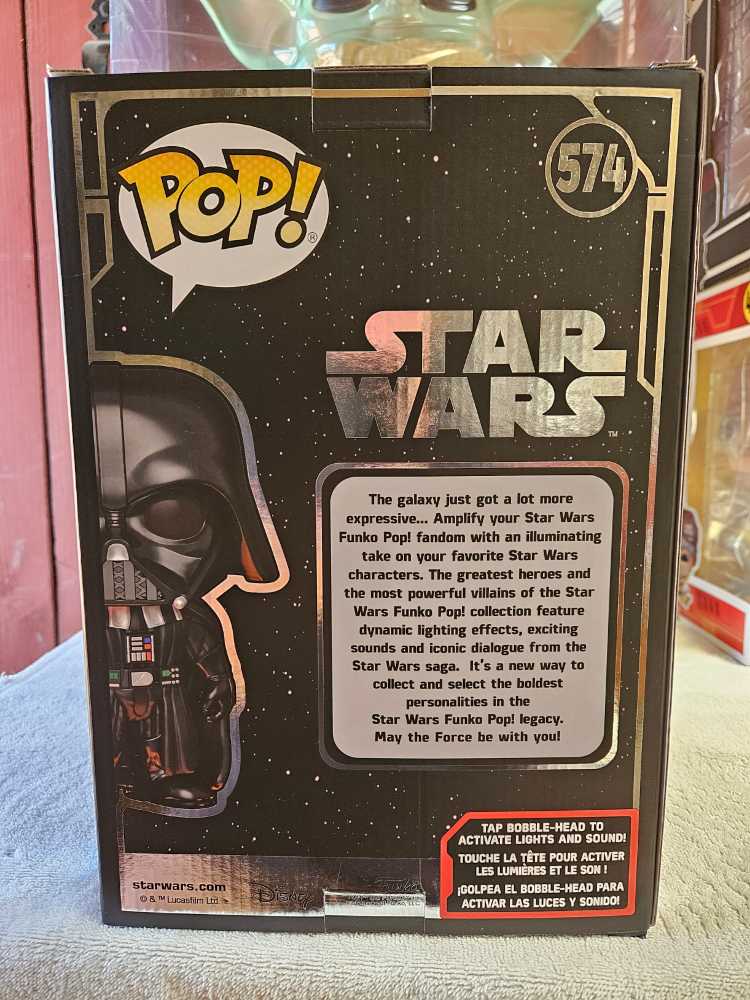 POP!
®
574
STAR
WARS
™
The galaxy just got a lot more
expressive... Amplify your Star Wars
Funko Pop! fandom with an illuminating
take on your favorite Star Wars
characters. The greatest heroes and
the most powerful villains of the Star
Wars Funko Pop! collection feature
dynamic lighting effects, exciting
sounds and iconic dialogue from the
Star Wars saga. It's a new way to
collect and select the boldest
personalities in the
Star Wars Funko Pop! legacy.
May the Force be with you!
TAP BOBBLE-HEAD TO
ACTIVATE LIGHTS AND SOUND!
TOUCHE LA TÊTE POUR ACTIVER
LES LUMIÈRES ET LE SON !
¡GOLPEA EL BOBBLE-HEAD PARA
ACTIVAR LAS LUCES Y SONIDO!
starwars.com
© & ™ Lucasfilm Ltd.
Disney